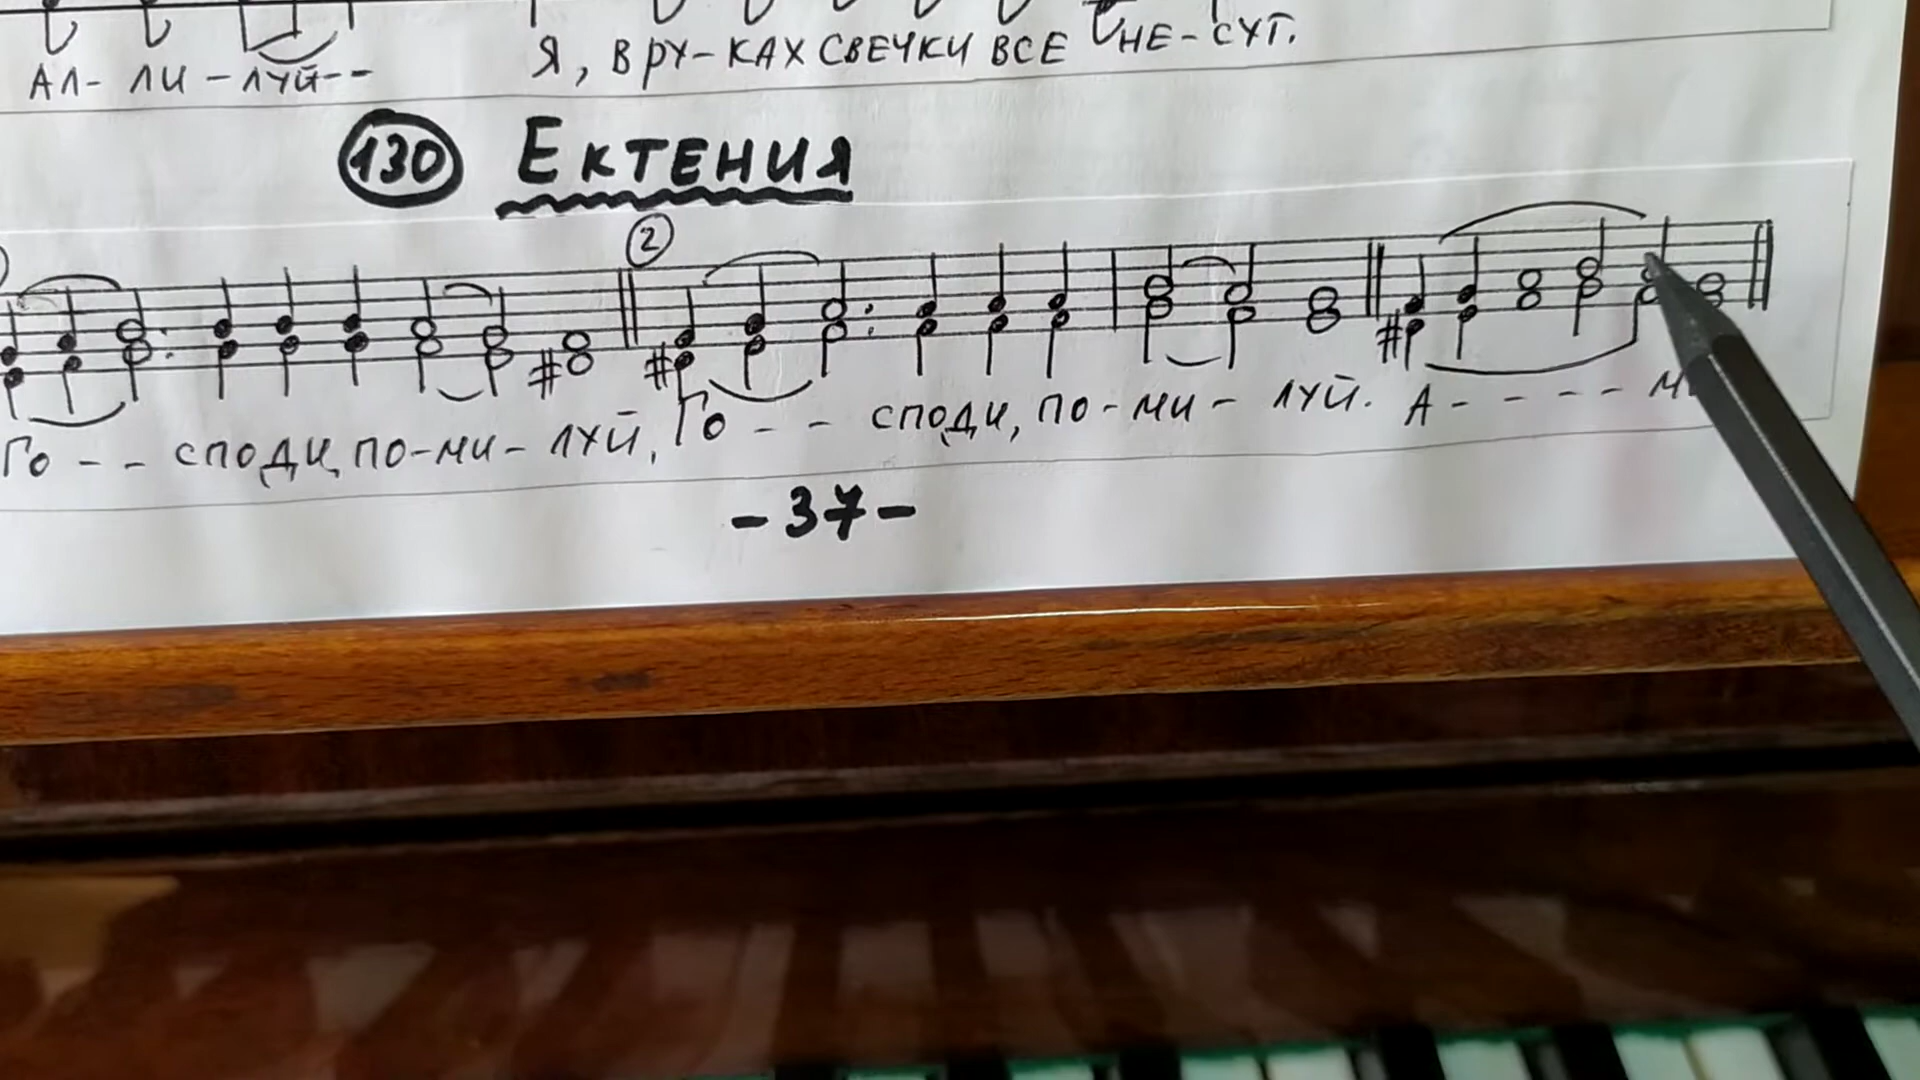 АЛ- ЛИ - ЛУЙ-- Я, В РУ-КАХ СВЕЧКИ ВСЕ НЕ-СУТ.
130 ЕКТЕНИЯ
2
ГО - - СПОДИ, ПО-МИ- ЛУЙ, ГО - - СПОДИ, ПО-МИ- ЛУЙ. А - - - -
-37-